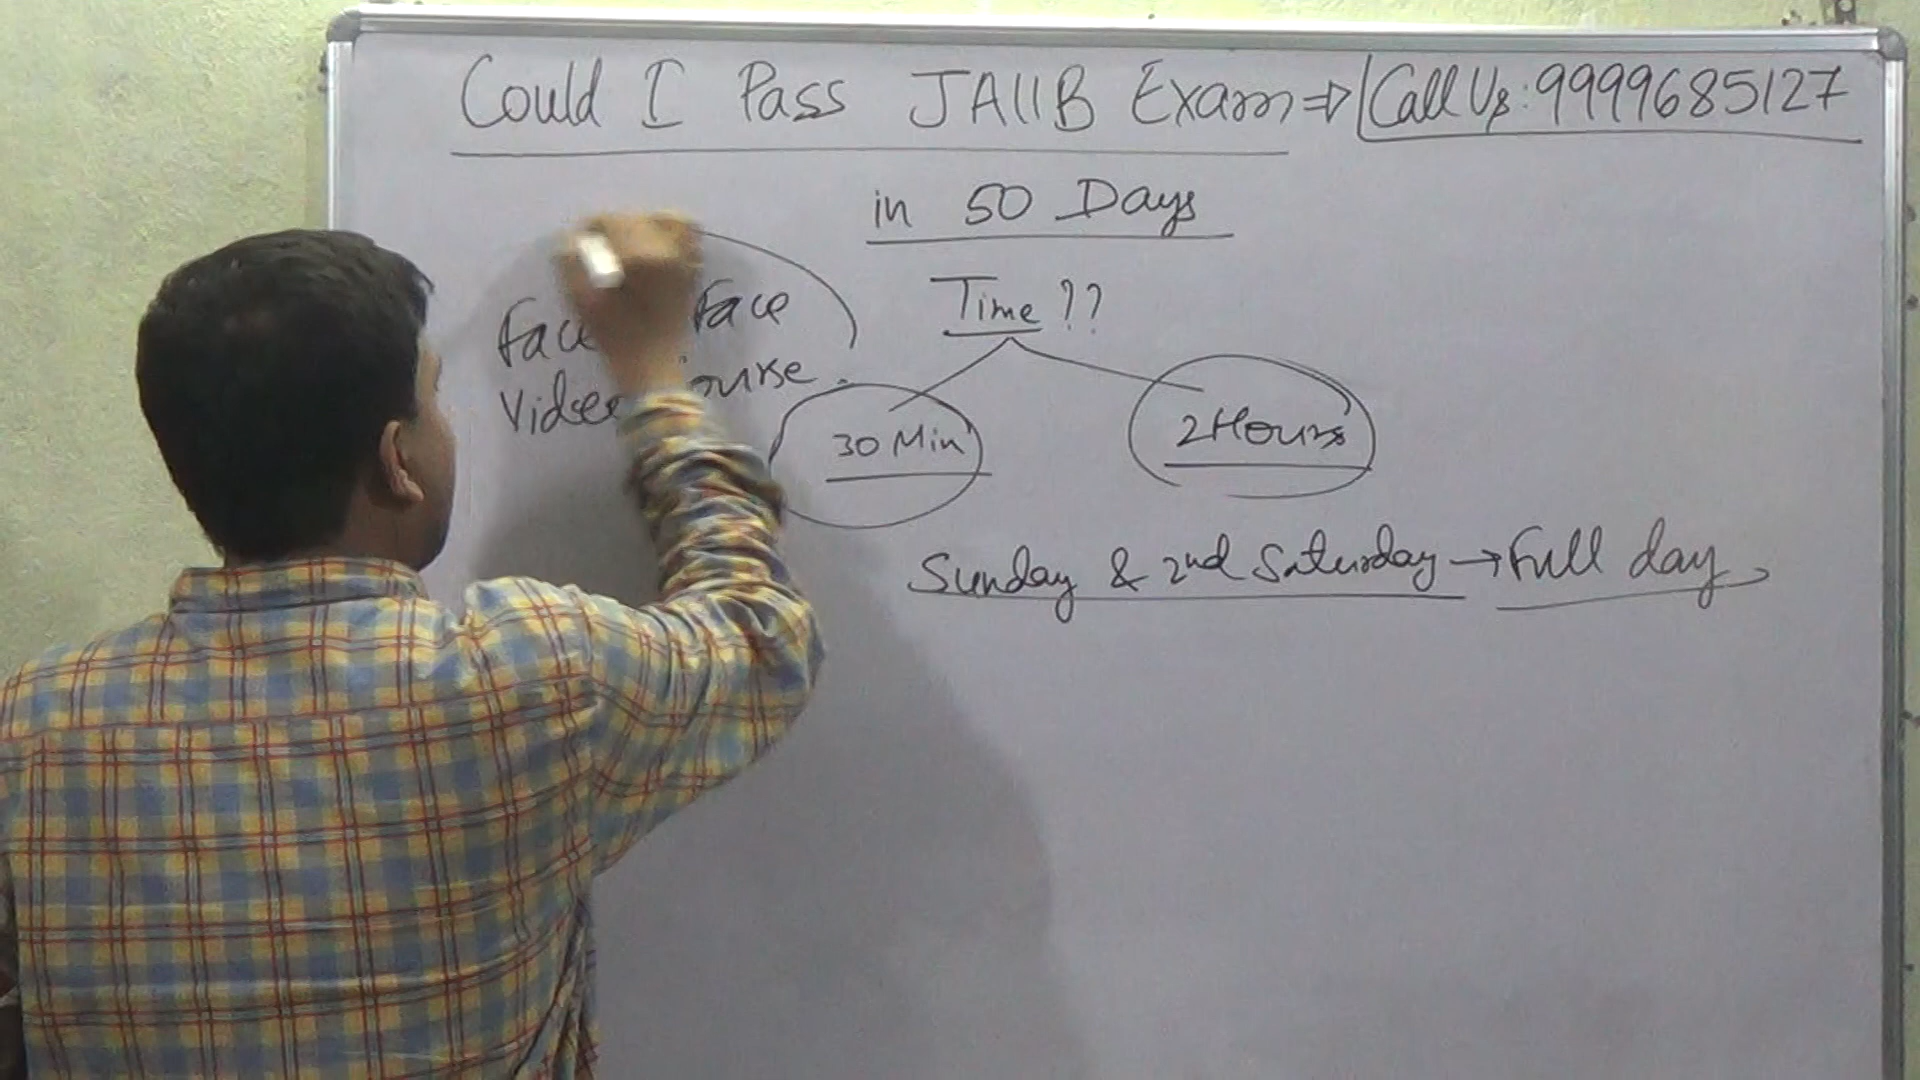 Could I Pass JAIIB Exam ⇒ Call Us: 9999685127
in 50 Days
Time ??
Face
30 Min
2 Hours
Sunday & 2nd Saturday → Full day